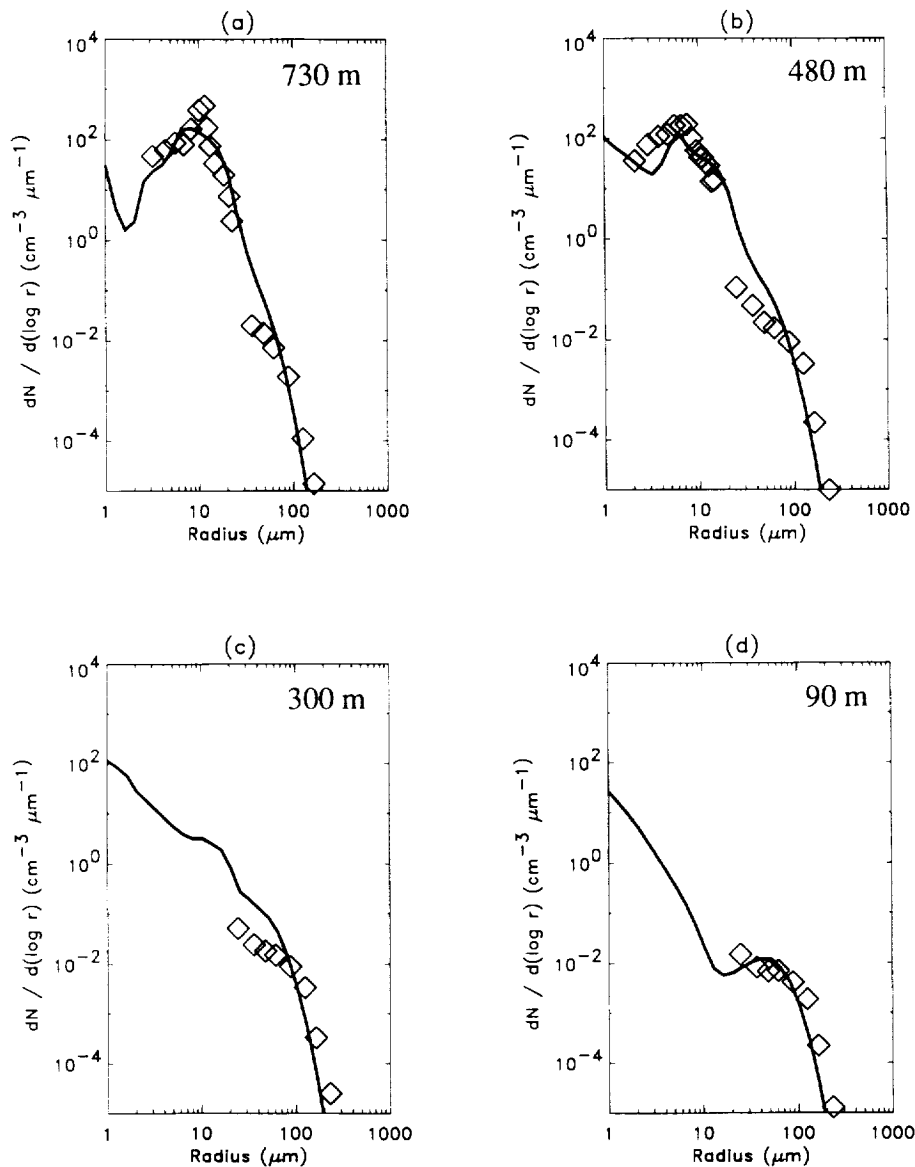 (a)
730 m
10^4
10^2
10^0
10^-2
10^-4
dN / d(log r) (cm^-3 μm^-1)
1 10 100 1000
Radius (μm)
(b)
480 m
10^4
10^2
10^0
10^-2
10^-4
dN / d(log r) (cm^-3 μm^-1)
1 10 100 1000
Radius (μm)
(c)
300 m
10^4
10^2
10^0
10^-2
10^-4
dN / d(log r) (cm^-3 μm^-1)
1 10 100 1000
Radius (μm)
(d)
90 m
10^4
10^2
10^0
10^-2
10^-4
dN / d(log r) (cm^-3 μm^-1)
1 10 100 1000
Radius (μm)